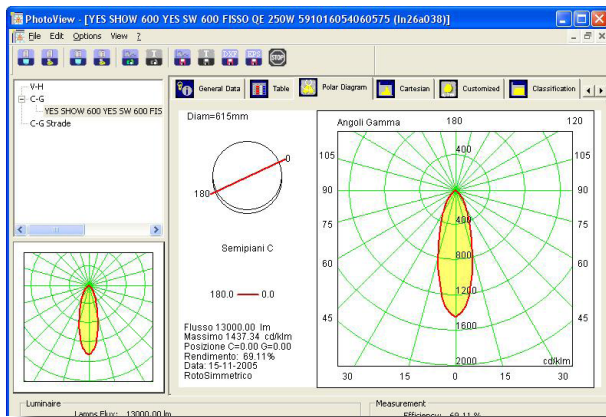 PhotoView - [YES SHOW 600 YES SW 600 FISSO QE 250W 591016054060575 (In26a038)]
File Edit Options View ?
DXF EPS STOP
V-H
C-G
YES SHOW 600 YES SW 600 FIS
C-G Strade
General Data Table Polar Diagram Cartesian Customized Classification
Diam=615mm
0
180
Semipiani C
180.0 0.0
Flusso 13000.00 lm
Massimo 1437.34 cd/klm
Posizione C=0.00 G=0.00
Rendimento: 69.11%
Data: 15-11-2005
RotoSimmetrico
Angoli Gamma 180 120
400
105 105
90 90
75 400 75
60 800 60
1200
45 45
1600
2000 cd/klm
30 15 0 15 30
Luminaire Measurement
Lamps Flux: 13000.00 lm Efficiency: 69.11 %